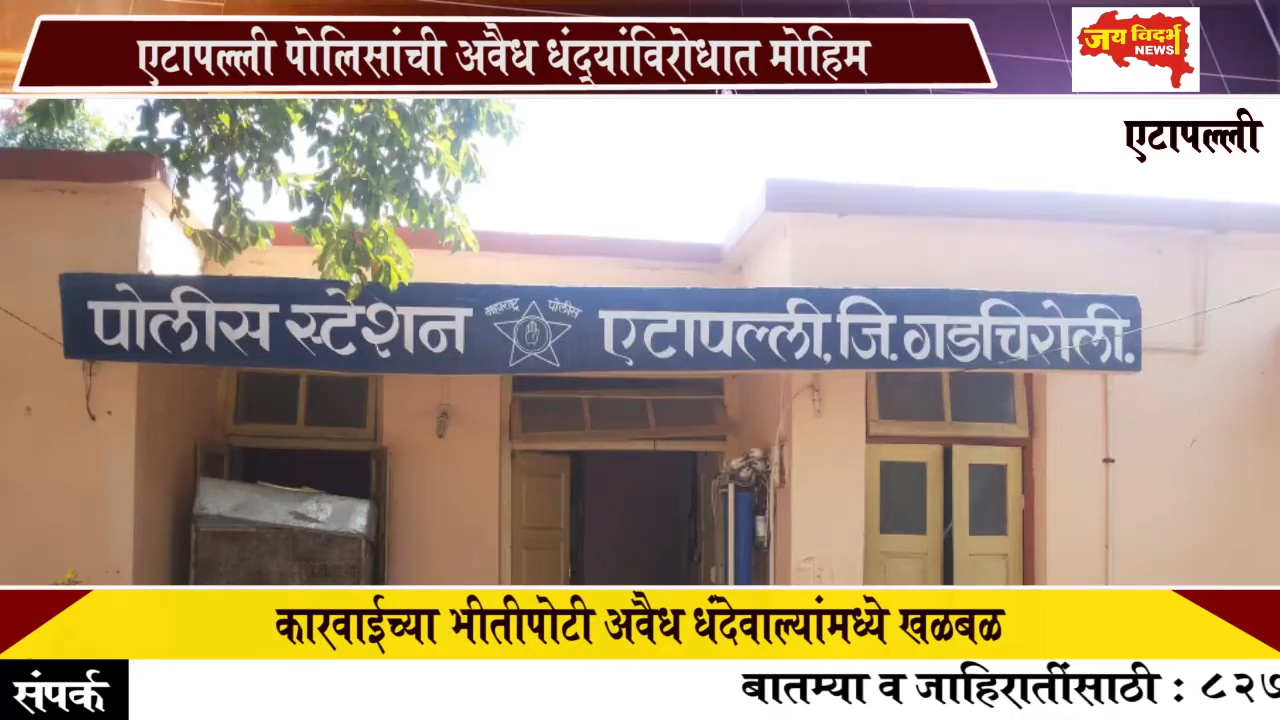 एटापल्ली पोलिसांची अवैध धंद्यांविरोधात मोहिम
जय विदर्भ
NEWS
एटापल्ली
महाराष्ट्र पोलीस
पोलीस स्टेशन एटापल्ली, जि. गडचिरोली.
कारवाईच्या भीतीपोटी अवैध धंदेवाल्यांमध्ये खळबळ
संपर्क बातम्या व जाहिरातींसाठी : ८२७